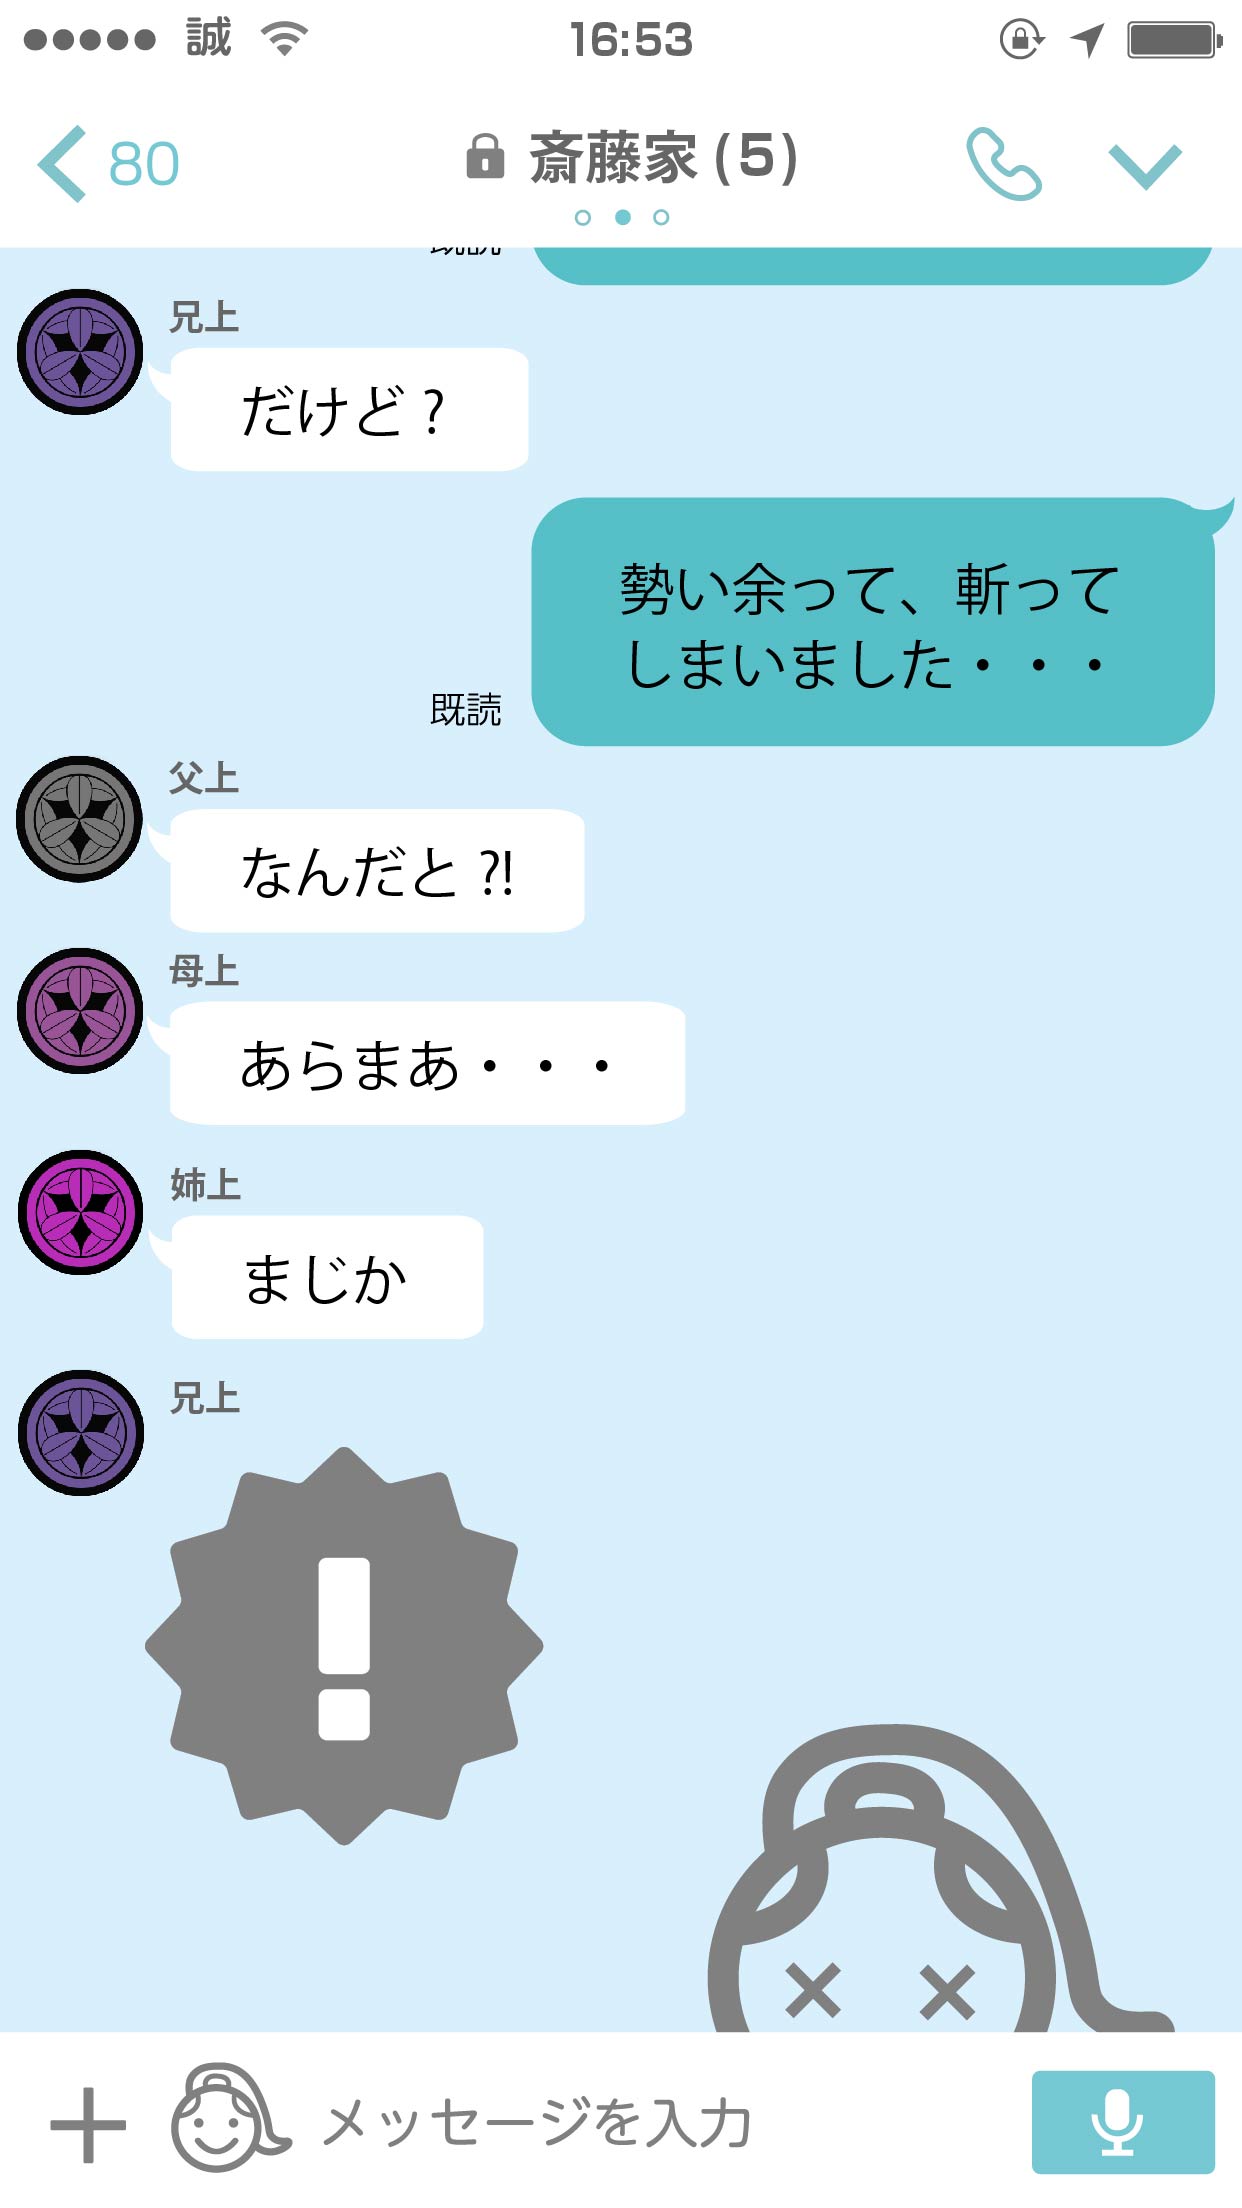 誠 16:53
80 斎藤家 (5)
既読
兄上
だけど ?
勢い余って、斬って
しまいました・・・
既読
父上
なんだと ?!
母上
あらまあ・・・
姉上
まじか
兄上
!
メッセージを入力